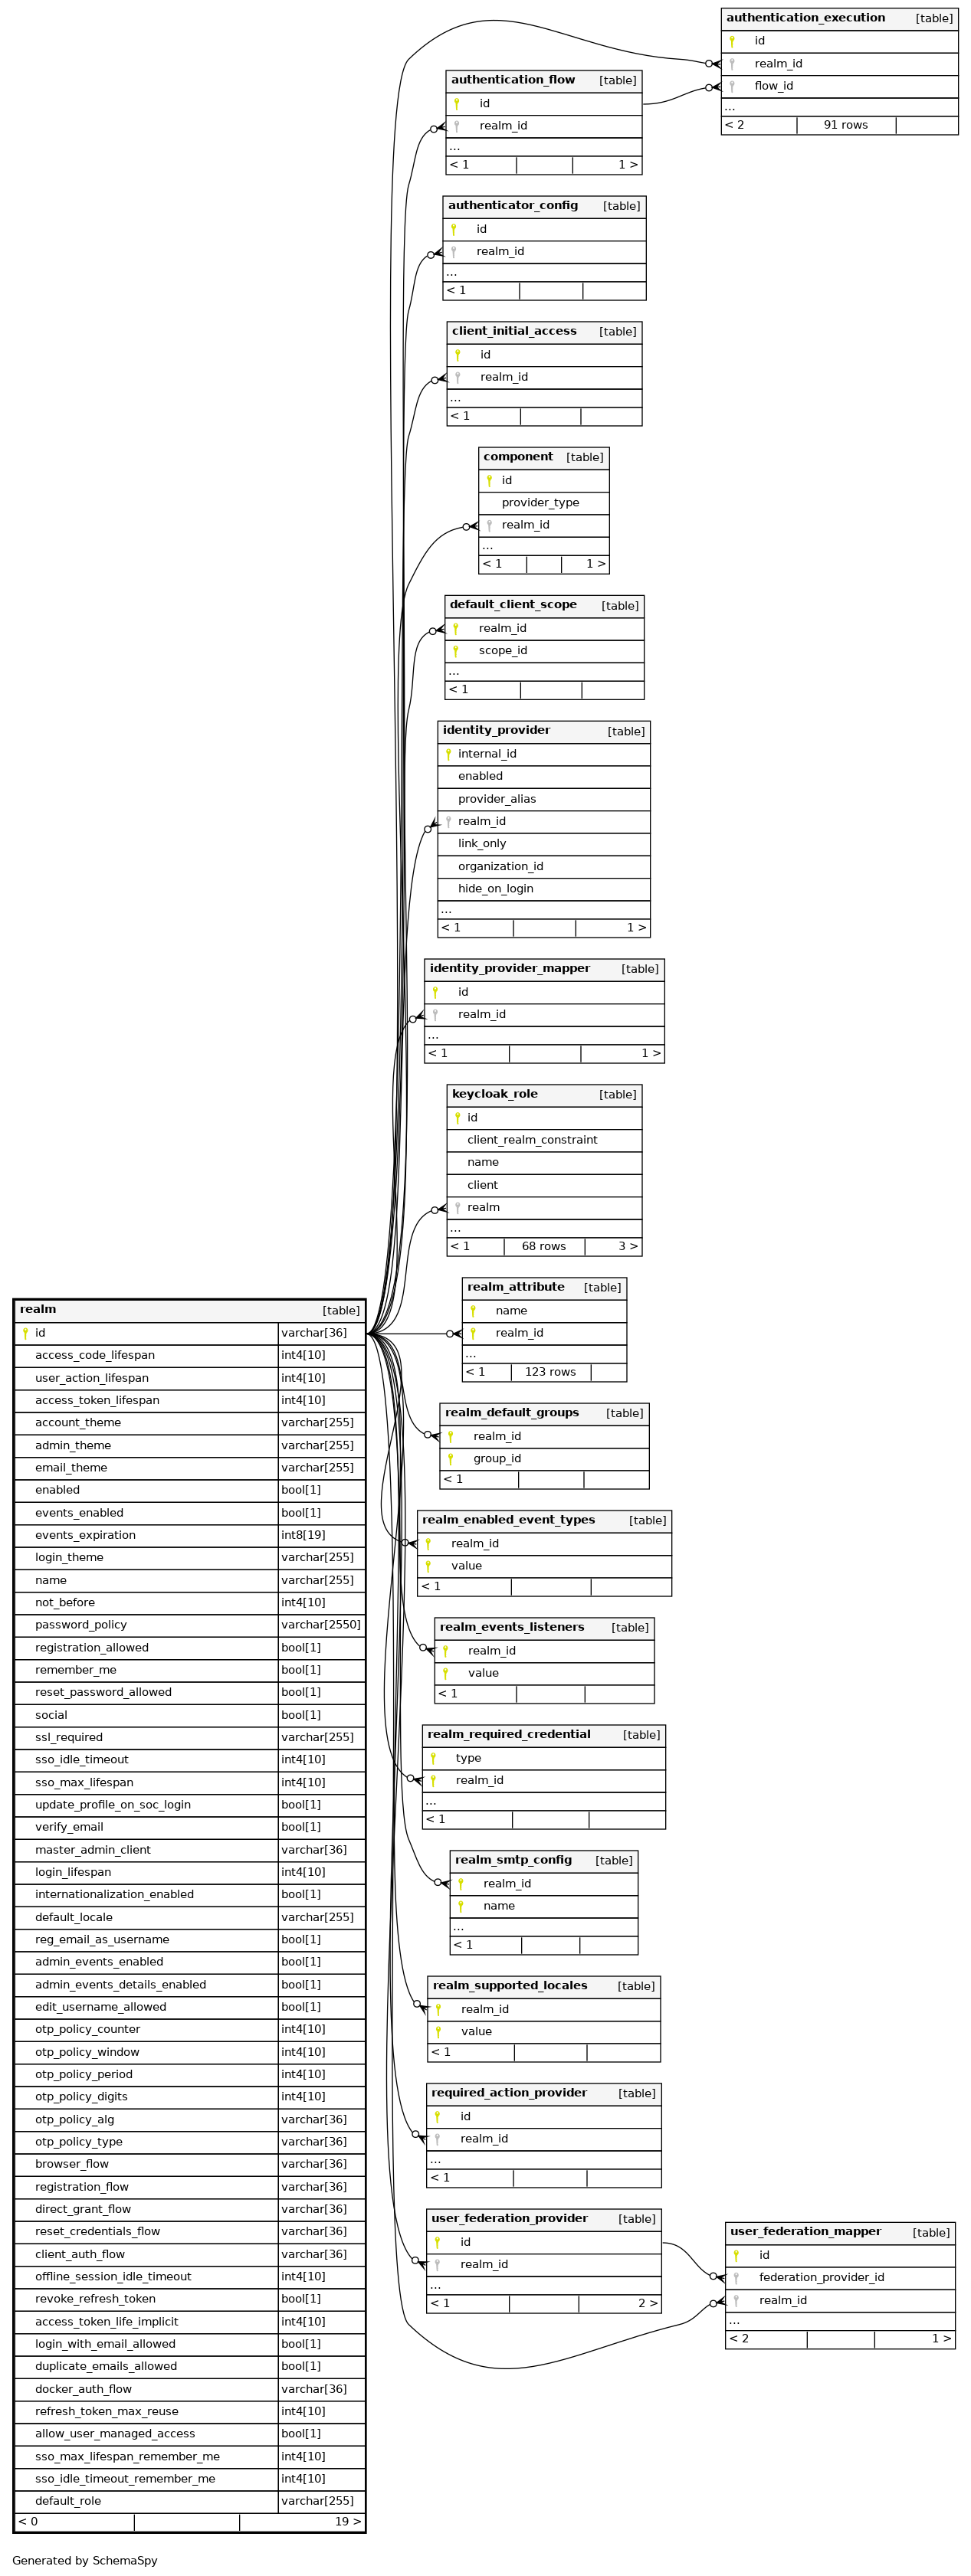 authentication_execution [table]
id
realm_id
flow_id
...
< 2 91 rows
authentication_flow [table]
id
realm_id
...
< 1 1 >
authenticator_config [table]
id
realm_id
...
< 1
client_initial_access [table]
id
realm_id
...
< 1
component [table]
id
provider_type
realm_id
...
< 1 1 >
default_client_scope [table]
realm_id
scope_id
...
< 1
identity_provider [table]
internal_id
enabled
provider_alias
realm_id
link_only
organization_id
hide_on_login
...
< 1 1 >
identity_provider_mapper [table]
id
realm_id
...
< 1 1 >
keycloak_role [table]
id
client_realm_constraint
name
client
realm
...
< 1 68 rows 3 >
realm_attribute [table]
name
realm_id
...
< 1 123 rows
realm_default_groups [table]
realm_id
group_id
< 1
realm_enabled_event_types [table]
realm_id
value
< 1
realm_events_listeners [table]
realm_id
value
< 1
realm_required_credential [table]
type
realm_id
...
< 1
realm_smtp_config [table]
realm_id
name
...
< 1
realm_supported_locales [table]
realm_id
value
< 1
required_action_provider [table]
id
realm_id
...
< 1
user_federation_provider [table]
id
realm_id
...
< 1 2 >
user_federation_mapper [table]
id
federation_provider_id
realm_id
...
< 2 1 >
realm [table]
id varchar[36]
access_code_lifespan int4[10]
user_action_lifespan int4[10]
access_token_lifespan int4[10]
account_theme varchar[255]
admin_theme varchar[255]
email_theme varchar[255]
enabled bool[1]
events_enabled bool[1]
events_expiration int8[19]
login_theme varchar[255]
name varchar[255]
not_before int4[10]
password_policy varchar[2550]
registration_allowed bool[1]
remember_me bool[1]
reset_password_allowed bool[1]
social bool[1]
ssl_required varchar[255]
sso_idle_timeout int4[10]
sso_max_lifespan int4[10]
update_profile_on_soc_login bool[1]
verify_email bool[1]
master_admin_client varchar[36]
login_lifespan int4[10]
internationalization_enabled bool[1]
default_locale varchar[255]
reg_email_as_username bool[1]
admin_events_enabled bool[1]
admin_events_details_enabled bool[1]
edit_username_allowed bool[1]
otp_policy_counter int4[10]
otp_policy_window int4[10]
otp_policy_period int4[10]
otp_policy_digits int4[10]
otp_policy_alg varchar[36]
otp_policy_type varchar[36]
browser_flow varchar[36]
registration_flow varchar[36]
direct_grant_flow varchar[36]
reset_credentials_flow varchar[36]
client_auth_flow varchar[36]
offline_session_idle_timeout int4[10]
revoke_refresh_token bool[1]
access_token_life_implicit int4[10]
login_with_email_allowed bool[1]
duplicate_emails_allowed bool[1]
docker_auth_flow varchar[36]
refresh_token_max_reuse int4[10]
allow_user_managed_access bool[1]
sso_max_lifespan_remember_me int4[10]
sso_idle_timeout_remember_me int4[10]
default_role varchar[255]
< 0 19 >
Generated by SchemaSpy